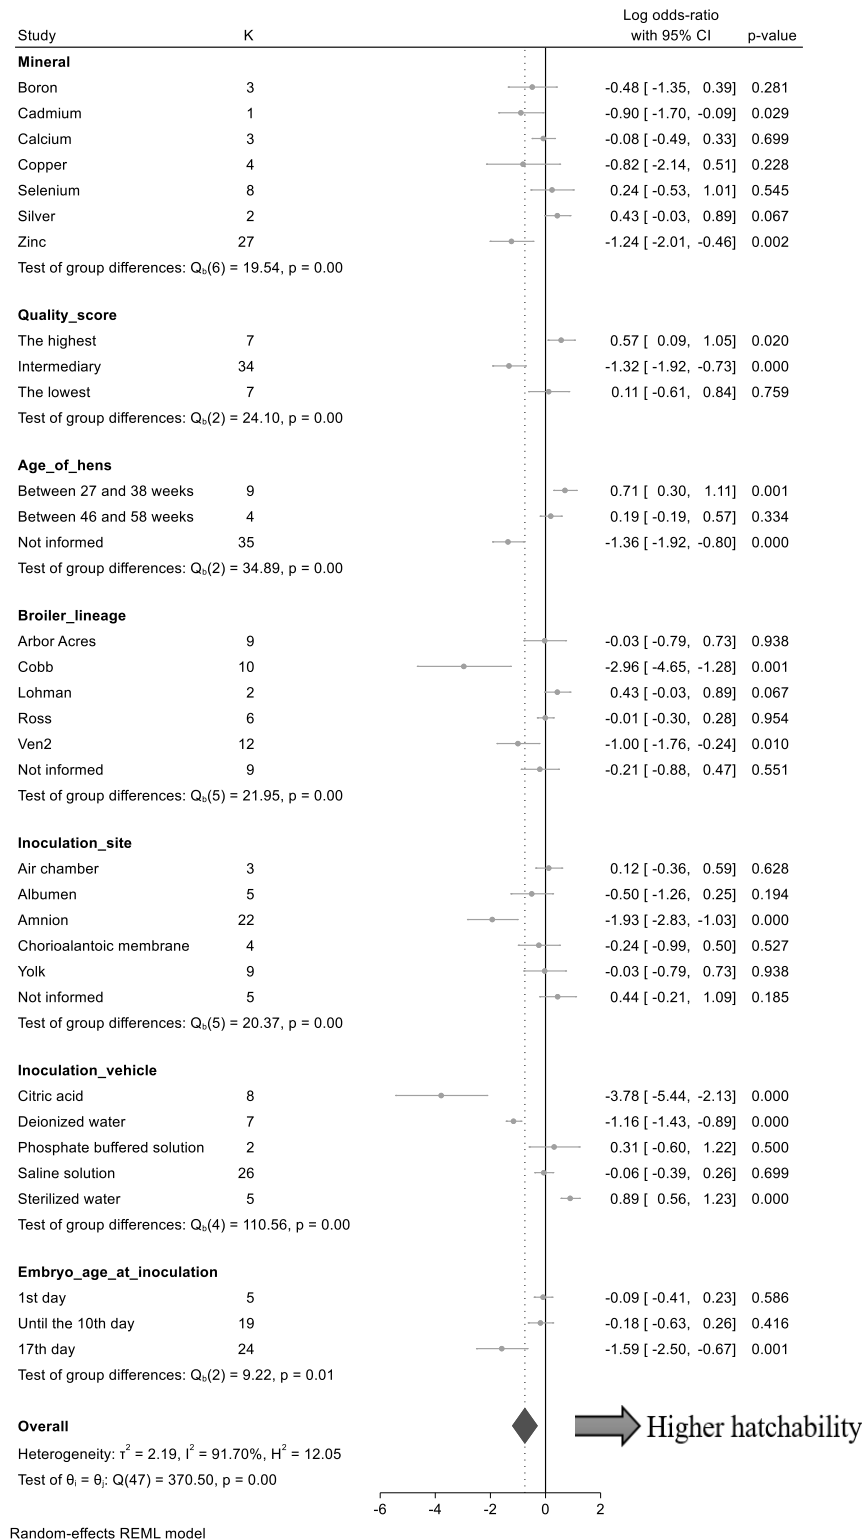 Log odds-ratio
Study K with 95% CI p-value
Mineral
Boron 3 -0.48 [ -1.35, 0.39] 0.281
Cadmium 1 -0.90 [ -1.70, -0.09] 0.029
Calcium 3 -0.08 [ -0.49, 0.33] 0.699
Copper 4 -0.82 [ -2.14, 0.51] 0.228
Selenium 8 0.24 [ -0.53, 1.01] 0.545
Silver 2 0.43 [ -0.03, 0.89] 0.067
Zinc 27 -1.24 [ -2.01, -0.46] 0.002
Test of group differences: Q_b(6) = 19.54, p = 0.00
Quality_score
The highest 7 0.57 [ 0.09, 1.05] 0.020
Intermediary 34 -1.32 [ -1.92, -0.73] 0.000
The lowest 7 0.11 [ -0.61, 0.84] 0.759
Test of group differences: Q_b(2) = 24.10, p = 0.00
Age_of_hens
Between 27 and 38 weeks 9 0.71 [ 0.30, 1.11] 0.001
Between 46 and 58 weeks 4 0.19 [ -0.19, 0.57] 0.334
Not informed 35 -1.36 [ -1.92, -0.80] 0.000
Test of group differences: Q_b(2) = 34.89, p = 0.00
Broiler_lineage
Arbor Acres 9 -0.03 [ -0.79, 0.73] 0.938
Cobb 10 -2.96 [ -4.65, -1.28] 0.001
Lohman 2 0.43 [ -0.03, 0.89] 0.067
Ross 6 -0.01 [ -0.30, 0.28] 0.954
Ven2 12 -1.00 [ -1.76, -0.24] 0.010
Not informed 9 -0.21 [ -0.88, 0.47] 0.551
Test of group differences: Q_b(5) = 21.95, p = 0.00
Inoculation_site
Air chamber 3 0.12 [ -0.36, 0.59] 0.628
Albumen 5 -0.50 [ -1.26, 0.25] 0.194
Amnion 22 -1.93 [ -2.83, -1.03] 0.000
Chorioalantoic membrane 4 -0.24 [ -0.99, 0.50] 0.527
Yolk 9 -0.03 [ -0.79, 0.73] 0.938
Not informed 5 0.44 [ -0.21, 1.09] 0.185
Test of group differences: Q_b(5) = 20.37, p = 0.00
Inoculation_vehicle
Citric acid 8 -3.78 [ -5.44, -2.13] 0.000
Deionized water 7 -1.16 [ -1.43, -0.89] 0.000
Phosphate buffered solution 2 0.31 [ -0.60, 1.22] 0.500
Saline solution 26 -0.06 [ -0.39, 0.26] 0.699
Sterilized water 5 0.89 [ 0.56, 1.23] 0.000
Test of group differences: Q_b(4) = 110.56, p = 0.00
Embryo_age_at_inoculation
1st day 5 -0.09 [ -0.41, 0.23] 0.586
Until the 10th day 19 -0.18 [ -0.63, 0.26] 0.416
17th day 24 -1.59 [ -2.50, -0.67] 0.001
Test of group differences: Q_b(2) = 9.22, p = 0.01
Overall Higher hatchability
Heterogeneity: τ² = 2.19, I² = 91.70%, H² = 12.05
Test of θᵢ = θⱼ: Q(47) = 370.50, p = 0.00
-6 -4 -2 0 2
Random-effects REML model